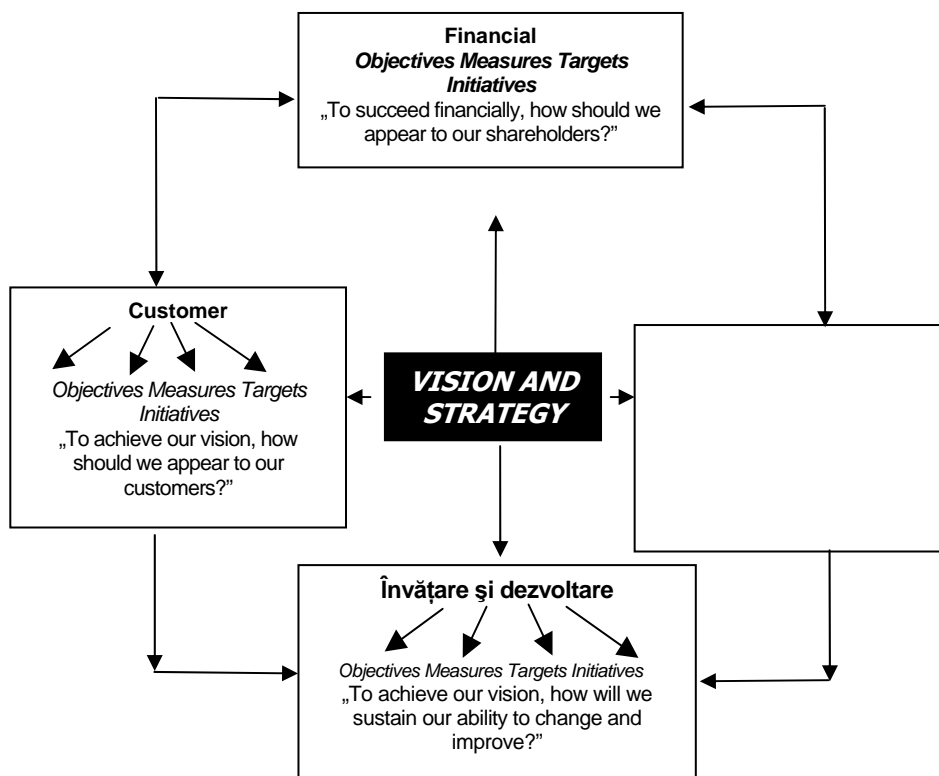 Financial
Objectives Measures Targets
Initiatives
„To succeed financially, how should we
appear to our shareholders?”
Customer
Objectives Measures Targets
Initiatives
„To achieve our vision, how
should we appear to our
customers?”
VISION AND
STRATEGY
Învățare şi dezvoltare
Objectives Measures Targets Initiatives
„To achieve our vision, how will we
sustain our ability to change and
improve?”